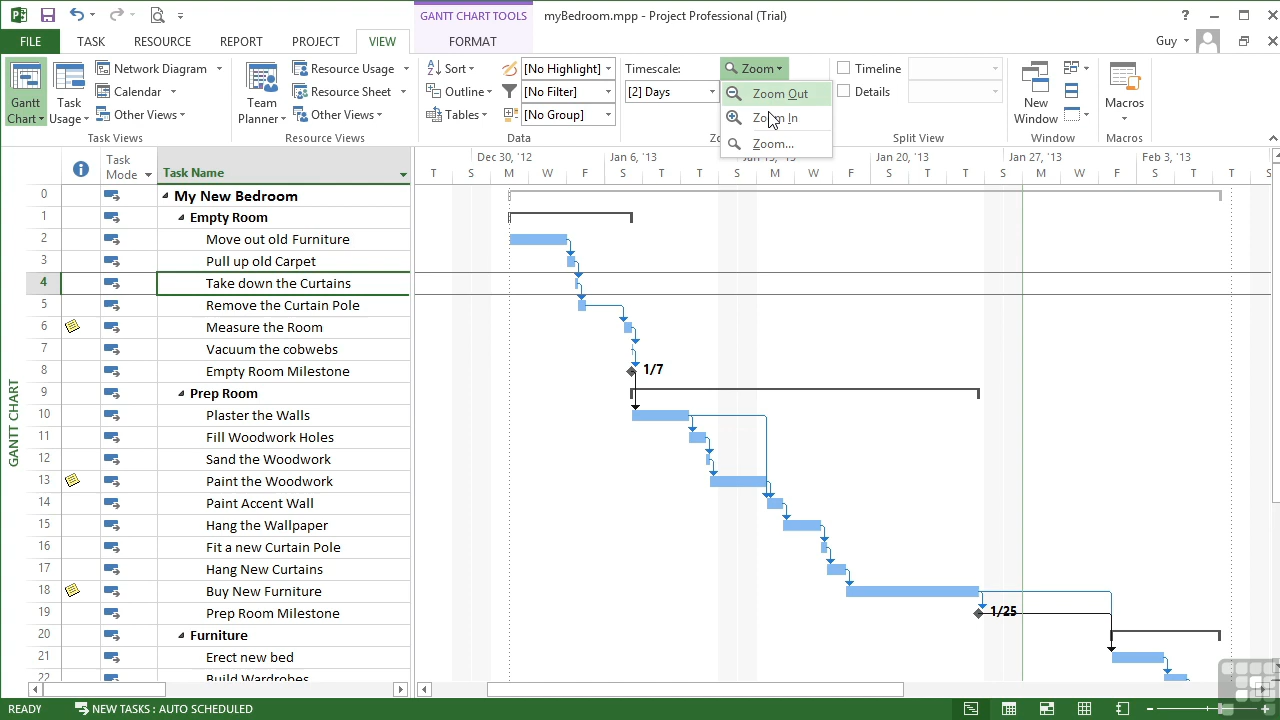 GANTT CHART TOOLS
myBedroom.mpp - Project Professional (Trial)
?
FILE TASK RESOURCE REPORT PROJECT VIEW FORMAT
Guy
Gantt Chart
Task Usage
Network Diagram
Calendar
Other Views
Task Views
Team Planner
Resource Usage
Resource Sheet
Other Views
Resource Views
Sort
Outline
Tables
[No Highlight]
[No Filter]
[No Group]
Data
Timescale:
[2] Days
Zoom
Zoom Out
Zoom In
Zoom...
Timeline
Details
Split View
New Window
Window
Macros
Macros
Task Mode
Task Name
Dec 30, '12 Jan 6, '13 Jan 20, '13 Jan 27, '13 Feb 3, '13
T S M W F S T T S M W F S T T S M W F S
0 My New Bedroom
1 Empty Room
2 Move out old Furniture
3 Pull up old Carpet
4 Take down the Curtains
5 Remove the Curtain Pole
6 Measure the Room
7 Vacuum the cobwebs
8 Empty Room Milestone
1/7
9 Prep Room
10 Plaster the Walls
11 Fill Woodwork Holes
12 Sand the Woodwork
13 Paint the Woodwork
14 Paint Accent Wall
15 Hang the Wallpaper
16 Fit a new Curtain Pole
17 Hang New Curtains
18 Buy New Furniture
19 Prep Room Milestone
1/25
20 Furniture
21 Erect new bed
22 Build Wardrobes
GANTT CHART
READY
NEW TASKS : AUTO SCHEDULED